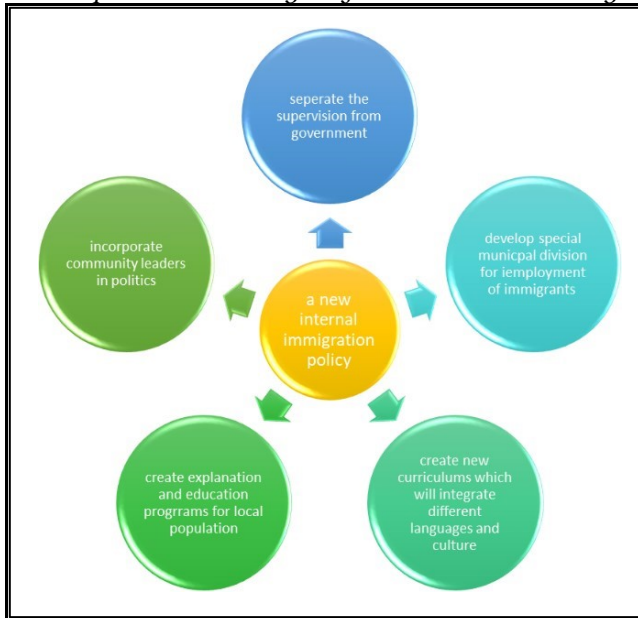 seperate the
supervision from
government
incorporate
community leaders
in politics
develop special
municpal division
for iemployment
of immigrants
a new
internal
immigration
policy
create explanation
and education
progrrams for local
population
create new
curriculums which
will integrate
different
languages and
culture